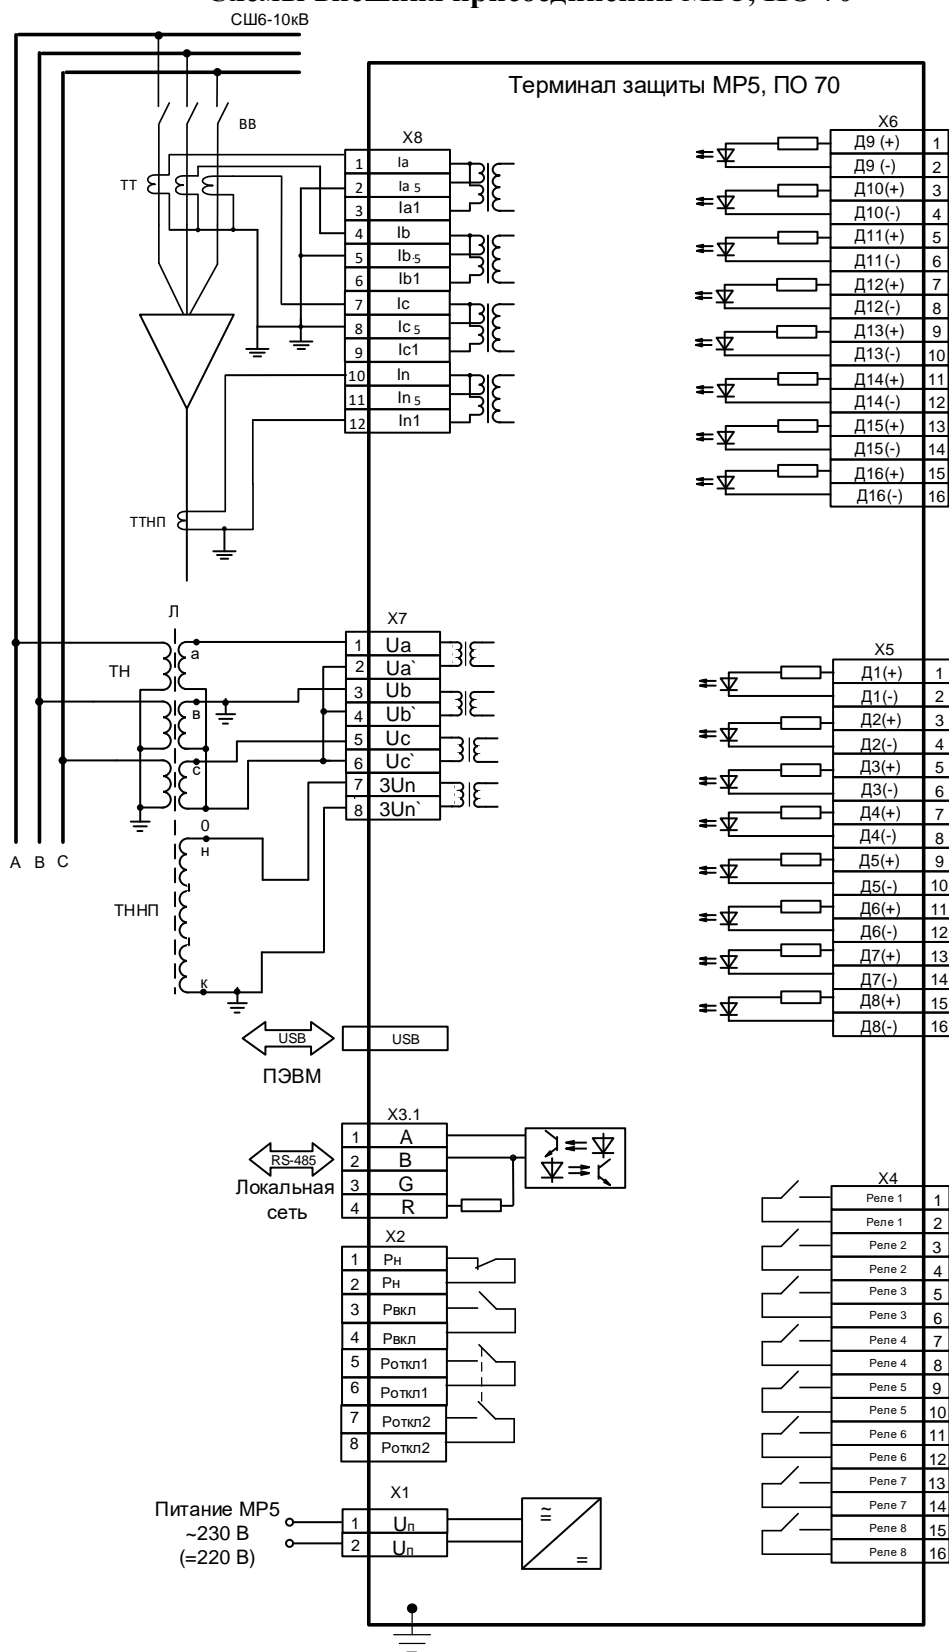 СШ6-10кВ
Терминал защиты МР5, ПО 70
ВВ
ТТ
X8
1 Ia
2 Ia 5
3 Ia1
4 Ib
5 Ib.5
6 Ib1
7 Ic
8 Ic 5
9 Ic1
10 In
11 In 5
12 In1
X6
Д9 (+) 1
Д9 (-) 2
Д10(+) 3
Д10(-) 4
Д11(+) 5
Д11(-) 6
Д12(+) 7
Д12(-) 8
Д13(+) 9
Д13(-) 10
Д14(+) 11
Д14(-) 12
Д15(+) 13
Д15(-) 14
Д16(+) 15
Д16(-) 16
ТТНП
Л
ТН
а
в
с
X7
1 Ua
2 Ua`
3 Ub
4 Ub`
5 Uc
6 Uc`
7 3Un
8 3Un`
X5
Д1(+) 1
Д1(-) 2
Д2(+) 3
Д2(-) 4
Д3(+) 5
Д3(-) 6
Д4(+) 7
Д4(-) 8
Д5(+) 9
Д5(-) 10
Д6(+) 11
Д6(-) 12
Д7(+) 13
Д7(-) 14
Д8(+) 15
Д8(-) 16
A B C
0
н
ТННП
к
USB
USB
ПЭВМ
X3.1
1 A
2 B
3 G
4 R
RS-485
Локальная
сеть
X2
1 Рн
2 Рн
3 Рвкл
4 Рвкл
5 Роткл1
6 Роткл1
7 Роткл2
8 Роткл2
X4
Реле 1 1
Реле 1 2
Реле 2 3
Реле 2 4
Реле 3 5
Реле 3 6
Реле 4 7
Реле 4 8
Реле 5 9
Реле 5 10
Реле 6 11
Реле 6 12
Реле 7 13
Реле 7 14
Реле 8 15
Реле 8 16
X1
1 Uп
2 Uп
Питание МР5
~230 В
(=220 В)